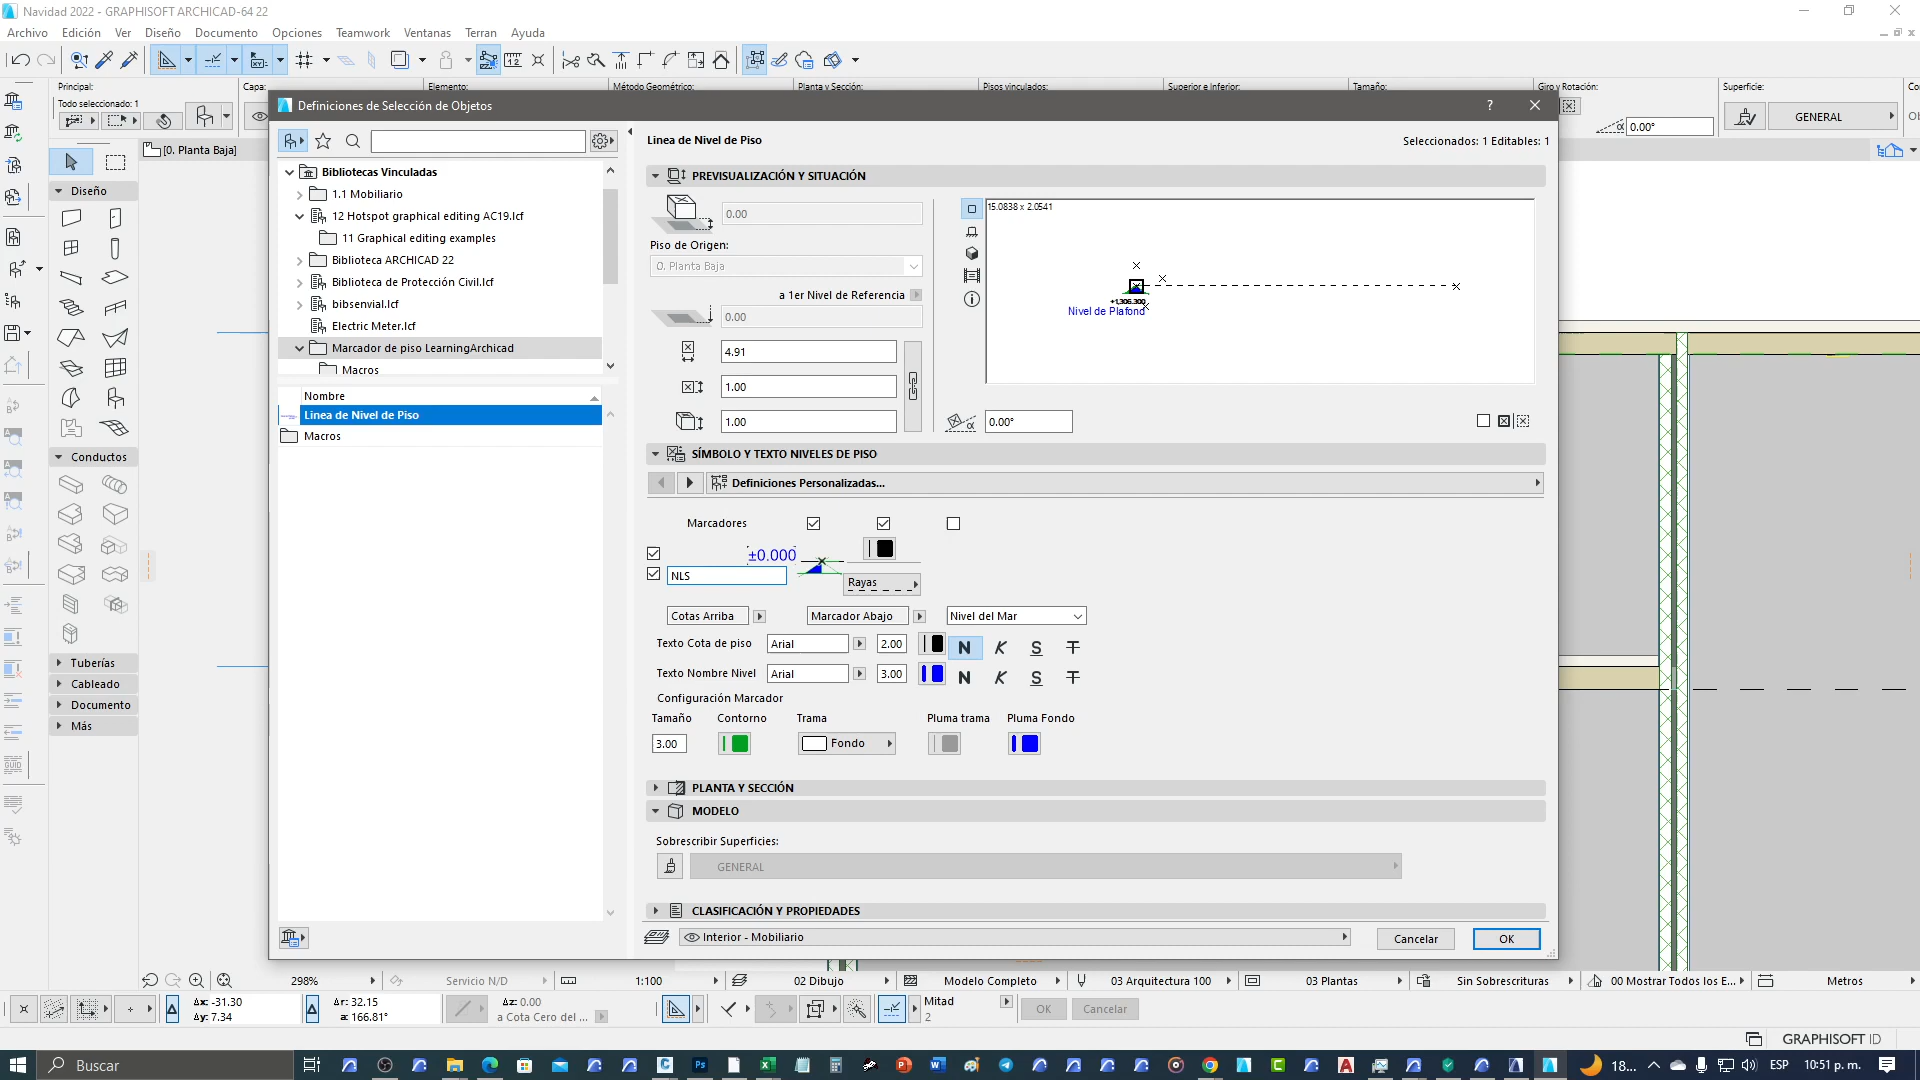 Navidad 2022 - GRAPHISOFT ARCHICAD-64 22
Archivo Edición Ver Diseño Documento Opciones Teamwork Ventanas Terran Ayuda
Principal: Capa: Elemento: Método Geométrico: Planta y Sección: Pisos vinculados: Superior e Inferior: Tamaño: Giro y Rotación: Superficie:
Todo seleccionado: 1
0.00°
GENERAL
[0. Planta Baja]
Definiciones de Selección de Objetos
Diseño
Conductos
Tuberías
Cableado
Documento
Más
Bibliotecas Vinculadas
1.1 Mobiliario
12 Hotspot graphical editing AC19.lcf
11 Graphical editing examples
Biblioteca ARCHICAD 22
Biblioteca de Protección Civil.lcf
bibsenvial.lcf
Electric Meter.lcf
Marcador de piso LearningArchicad
Macros
Nombre
Linea de Nivel de Piso
Macros
Linea de Nivel de Piso
Seleccionados: 1 Editables: 1
PREVISUALIZACIÓN Y SITUACIÓN
0.00
Piso de Origen:
0. Planta Baja
a 1er Nivel de Referencia
0.00
4.91
1.00
1.00
15.0838 x 2.0541
+1,306.300
Nivel de Plafond
0.00°
SÍMBOLO Y TEXTO NIVELES DE PISO
Definiciones Personalizadas...
Marcadores
±0.000
NLS
Rayas
Cotas Arriba Marcador Abajo Nivel del Mar
Texto Cota de piso Arial 2.00 N K S T
Texto Nombre Nivel Arial 3.00 N K S T
Configuración Marcador
Tamaño Contorno Trama Pluma trama Pluma Fondo
3.00 Fondo
PLANTA Y SECCIÓN
MODELO
Sobrescribir Superficies:
GENERAL
CLASIFICACIÓN Y PROPIEDADES
Interior - Mobiliario
Cancelar OK
298% Servicio N/D 1:100 02 Dibujo Modelo Completo 03 Arquitectura 100 03 Plantas Sin Sobrescrituras 00 Mostrar Todos los E... Metros
Δx: -31.30
Δy: 7.34
Δr: 32.15
a: 166.81°
Δz: 0.00
a Cota Cero del ...
Mitad
2
OK Cancelar
GRAPHISOFT ID
Buscar
18...
ESP
10:51 p. m.